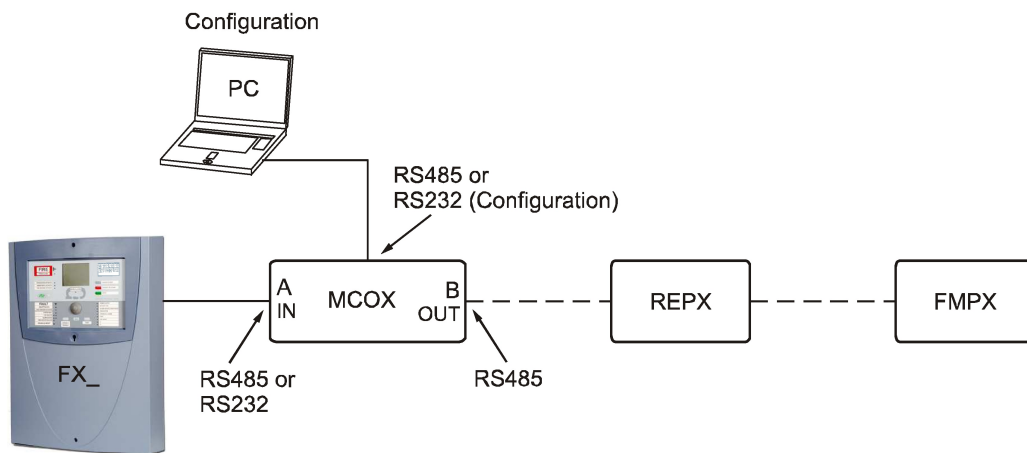 Configuration
PC
RS485 or
RS232 (Configuration)
A
IN
MCOX
B
OUT
REPX
FMPX
FX_
RS485 or
RS232
RS485